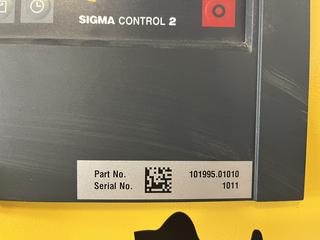 SIGMA CONTROL 2
Part No. 101995.01010
Serial No. 1011